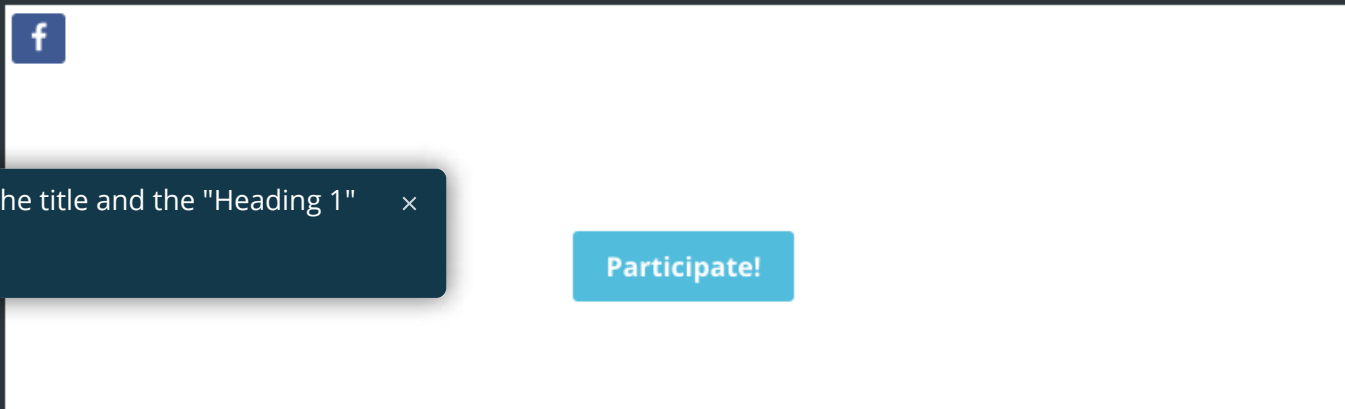 f
he title and the "Heading 1"
Participate!